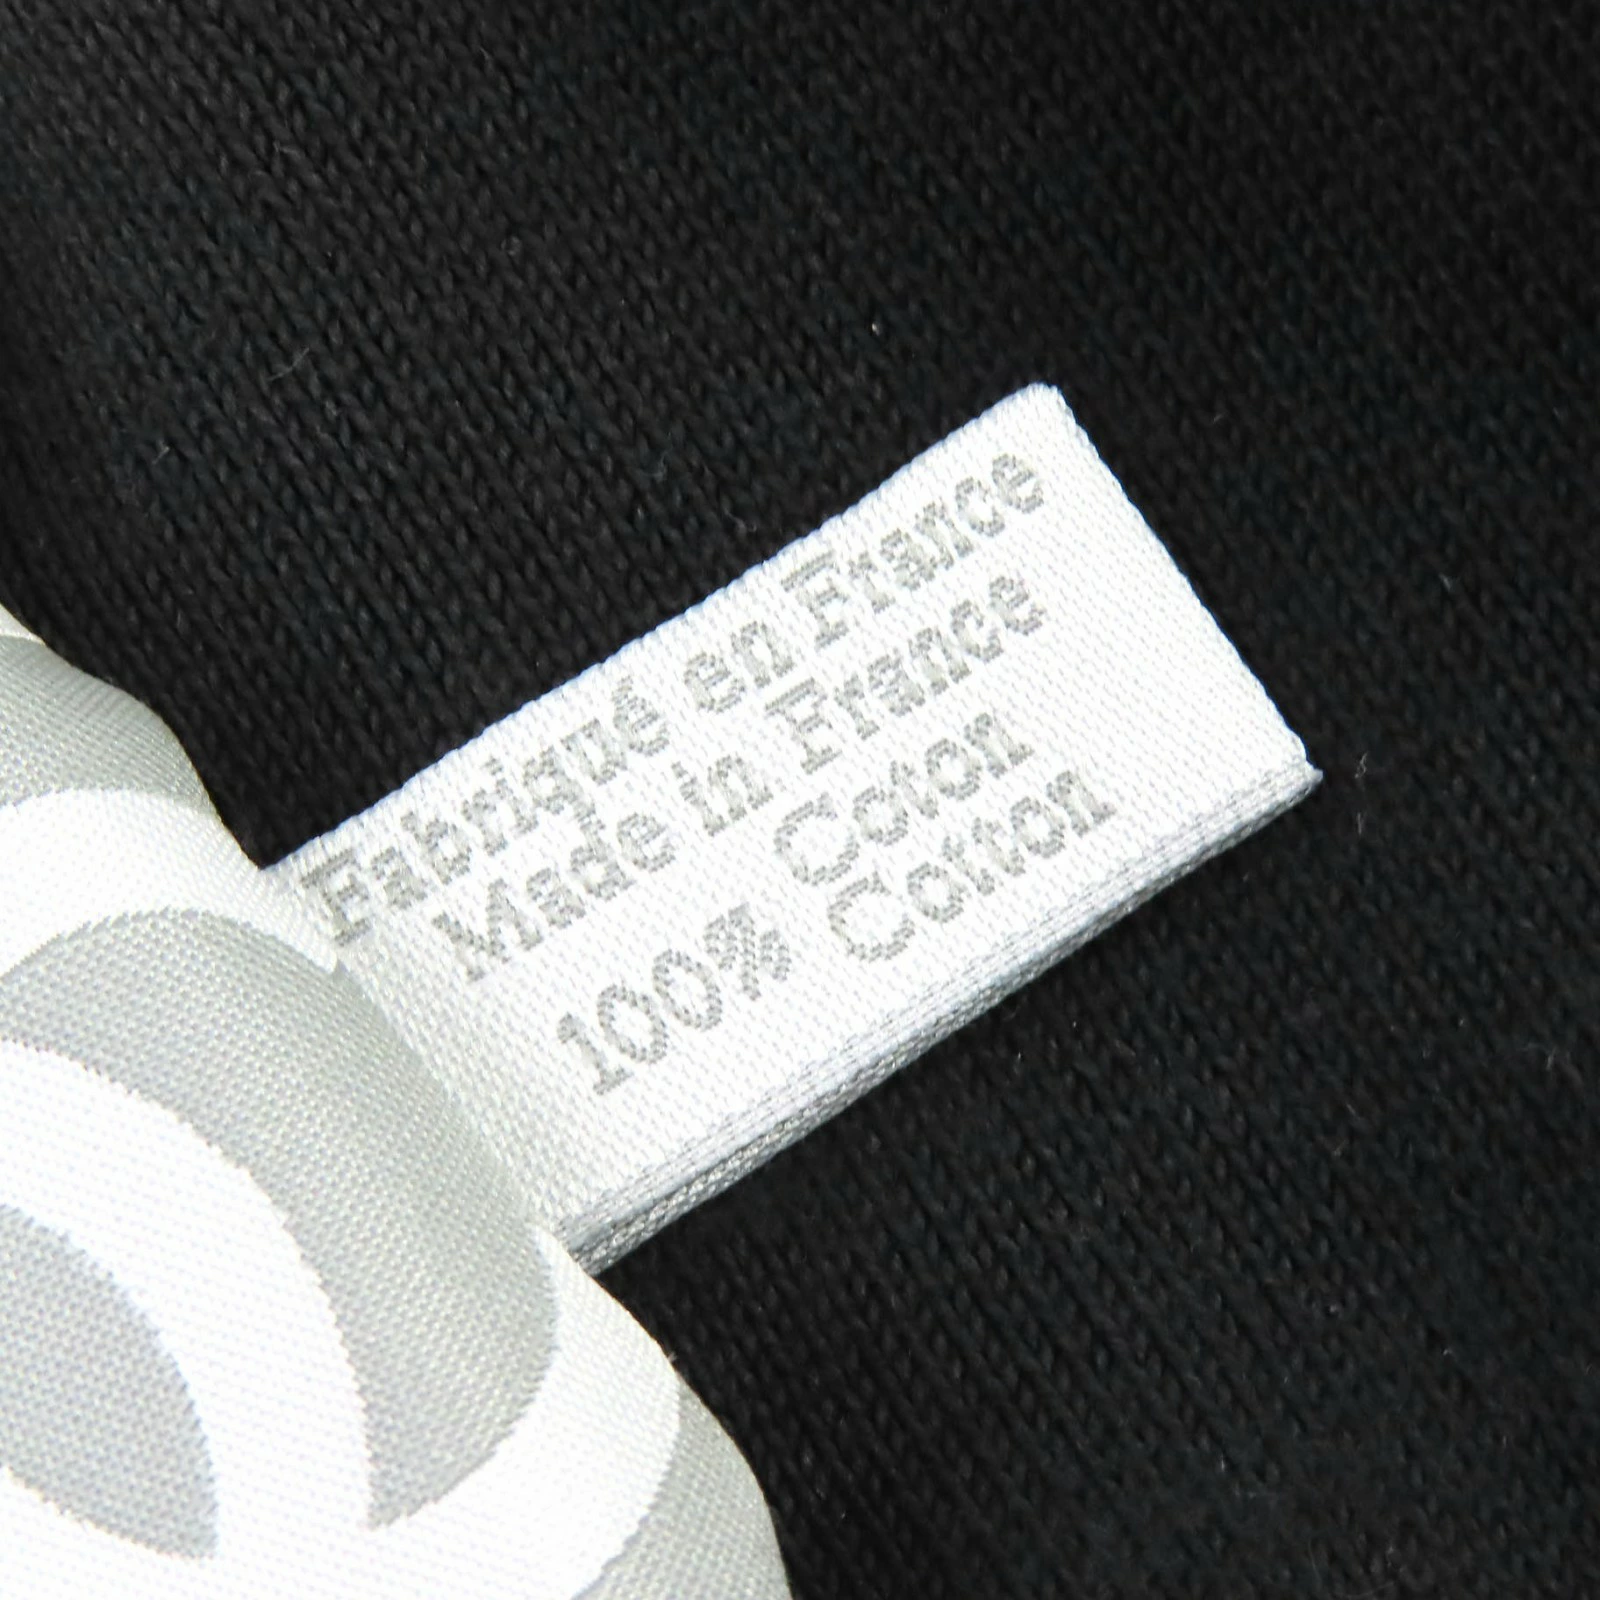 Fabriqué en France
Made in France
Coton
100% Cotton